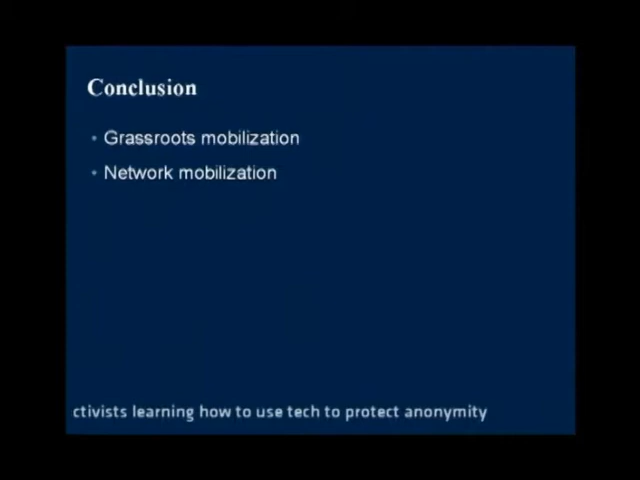 Conclusion
• Grassroots mobilization
• Network mobilization
ctivists learning how to use tech to protect anonymity